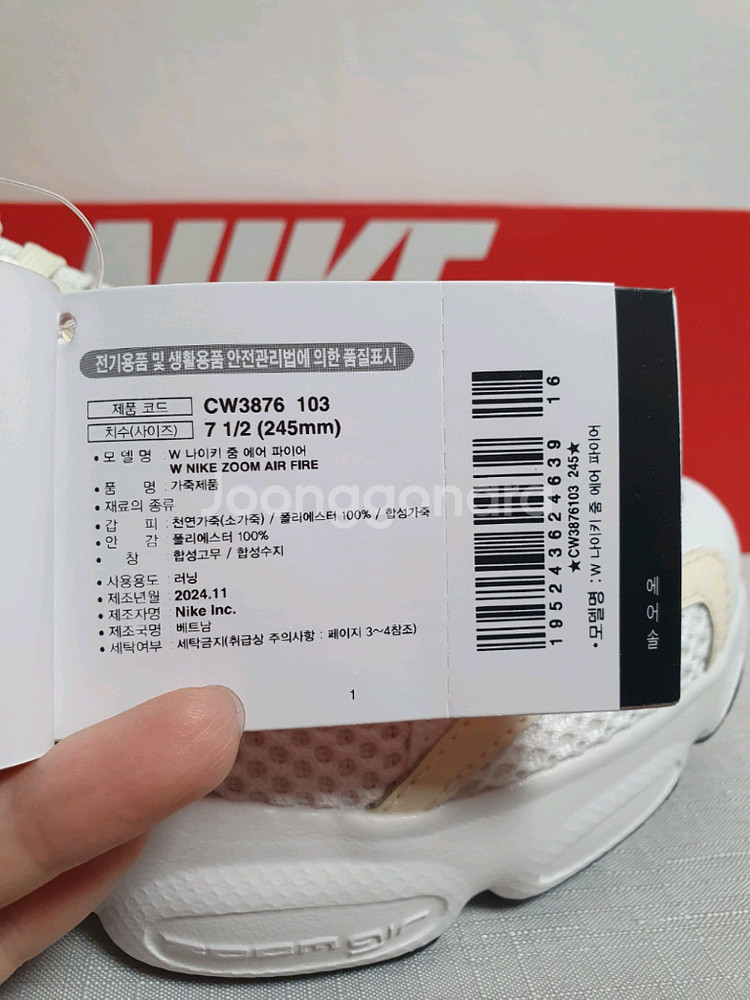 NIKE
전기용품 및 생활용품 안전관리법에 의한 품질표시
제품 코드 CW3876 103
치수(사이즈) 7 1/2 (245mm)
• 모 델 명 : W 나이키 줌 에어 파이어
W NIKE ZOOM AIR FIRE
• 품 명 : 가죽제품
• 재료의 종류
• 갑 피 : 천연가죽(소가죽) / 폴리에스터 100% / 합성가죽
• 안 감 : 폴리에스터 100%
• 창 : 합성고무 / 합성수지
• 사용용도 : 러닝
• 제조년월 : 2024.11
• 제조자명 : Nike Inc.
• 제조국명 : 베트남
• 세탁여부 : 세탁금지(취급상 주의사항 : 페이지 3~4참조)
1
195243624639 16
★CW3876103 245★
• 모델명 : W 나이키 줌 에어 파이어
에어솔
Joonggonara
zoom air